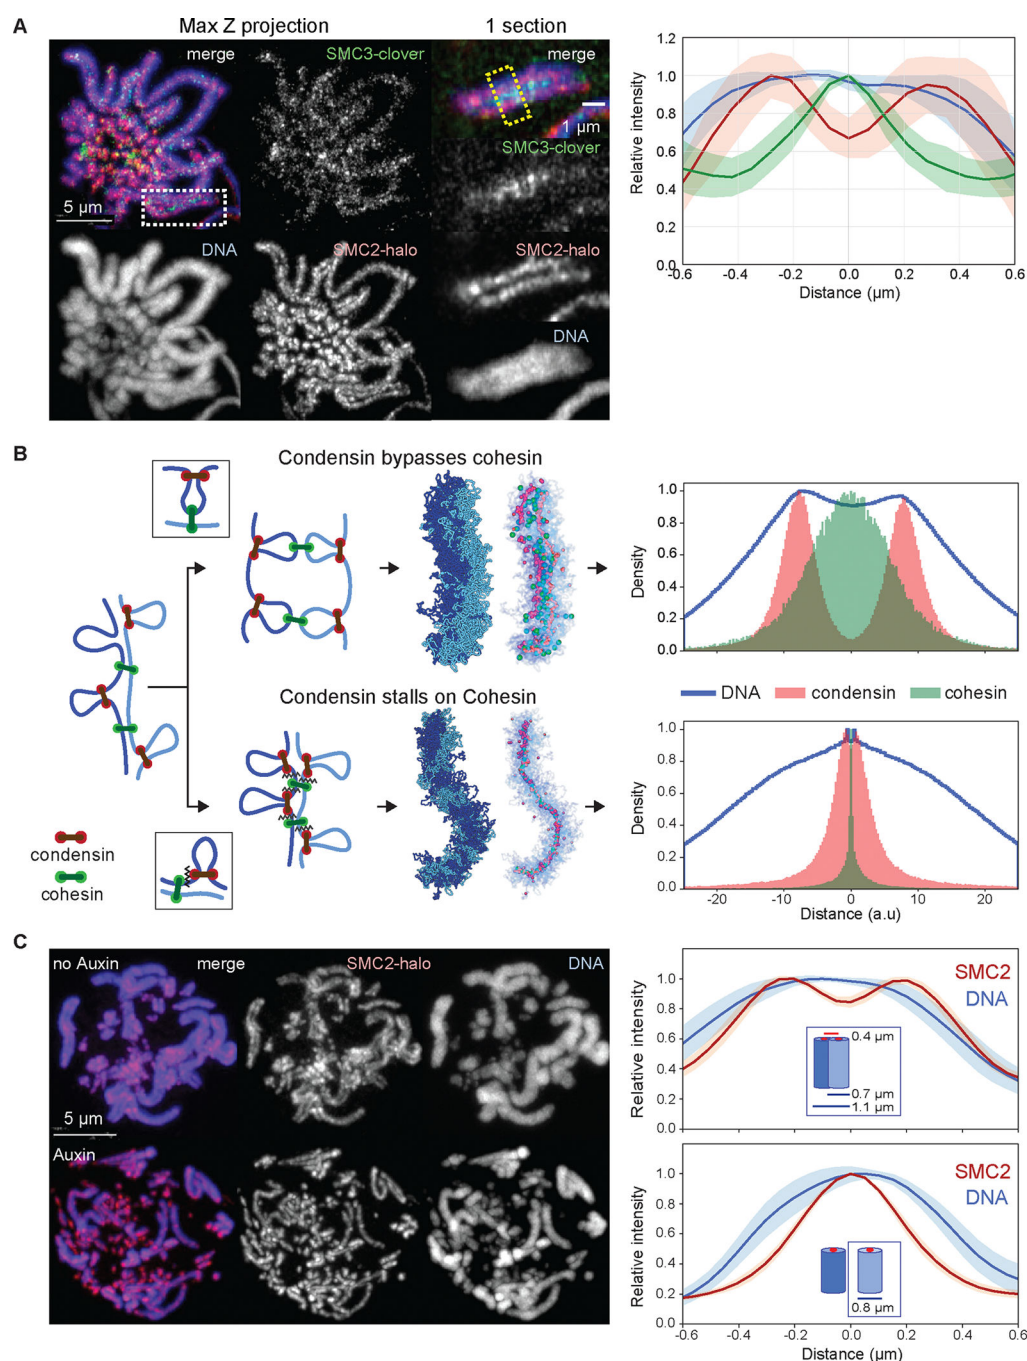 A
Max Z projection
1 section
merge
SMC3-clover
merge
1 µm
SMC3-clover
5 µm
DNA
SMC2-halo
SMC2-halo
DNA
Relative intensity
1.2
1.0
0.8
0.6
0.4
0.2
0.0
-0.6
-0.4
-0.2
0.0
0.2
0.4
0.6
Distance (µm)
B
Condensin bypasses cohesin
Condensin stalls on Cohesin
condensin
cohesin
Density
1.0
0.8
0.6
0.4
0.2
0.0
DNA
condensin
cohesin
Density
1.0
0.8
0.6
0.4
0.2
0.0
-20
-10
0
10
20
Distance (a.u)
C
no Auxin
merge
SMC2-halo
DNA
5 µm
Auxin
Relative intensity
1.0
0.8
0.6
0.4
0.2
0.0
SMC2
DNA
0.4 µm
0.7 µm
1.1 µm
Relative intensity
1.0
0.8
0.6
0.4
0.2
0.0
SMC2
DNA
0.8 µm
-0.6
-0.4
-0.2
0.0
0.2
0.4
0.6
Distance (µm)